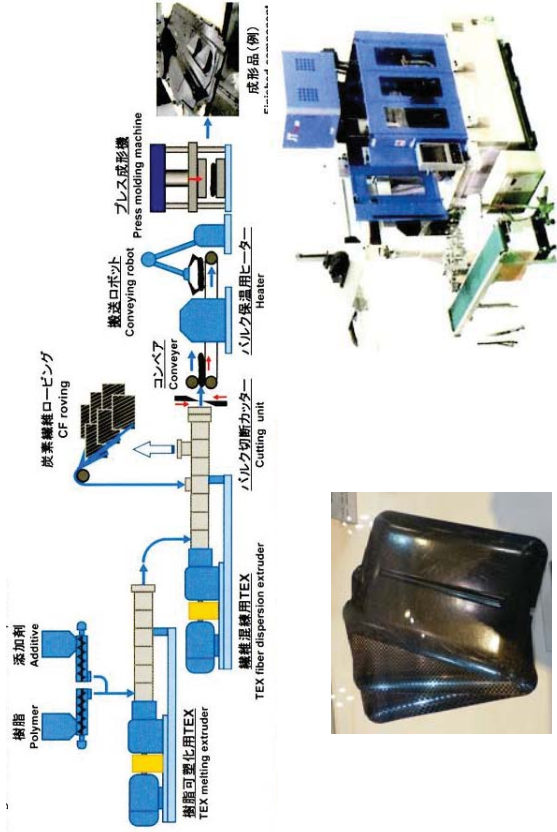 樹脂
Polymer
添加剤
Additive
樹脂可塑化用TEX
TEX melting extruder
炭素繊維ロービング
CF roving
繊維混練用TEX
TEX fiber dispersion extruder
バルク切断カッター
Cutting unit
コンベア
Conveyer
バルク保温用ヒーター
Heater
搬送ロボット
Conveying robot
プレス成形機
Press molding machine
成形品(例)
Finished component